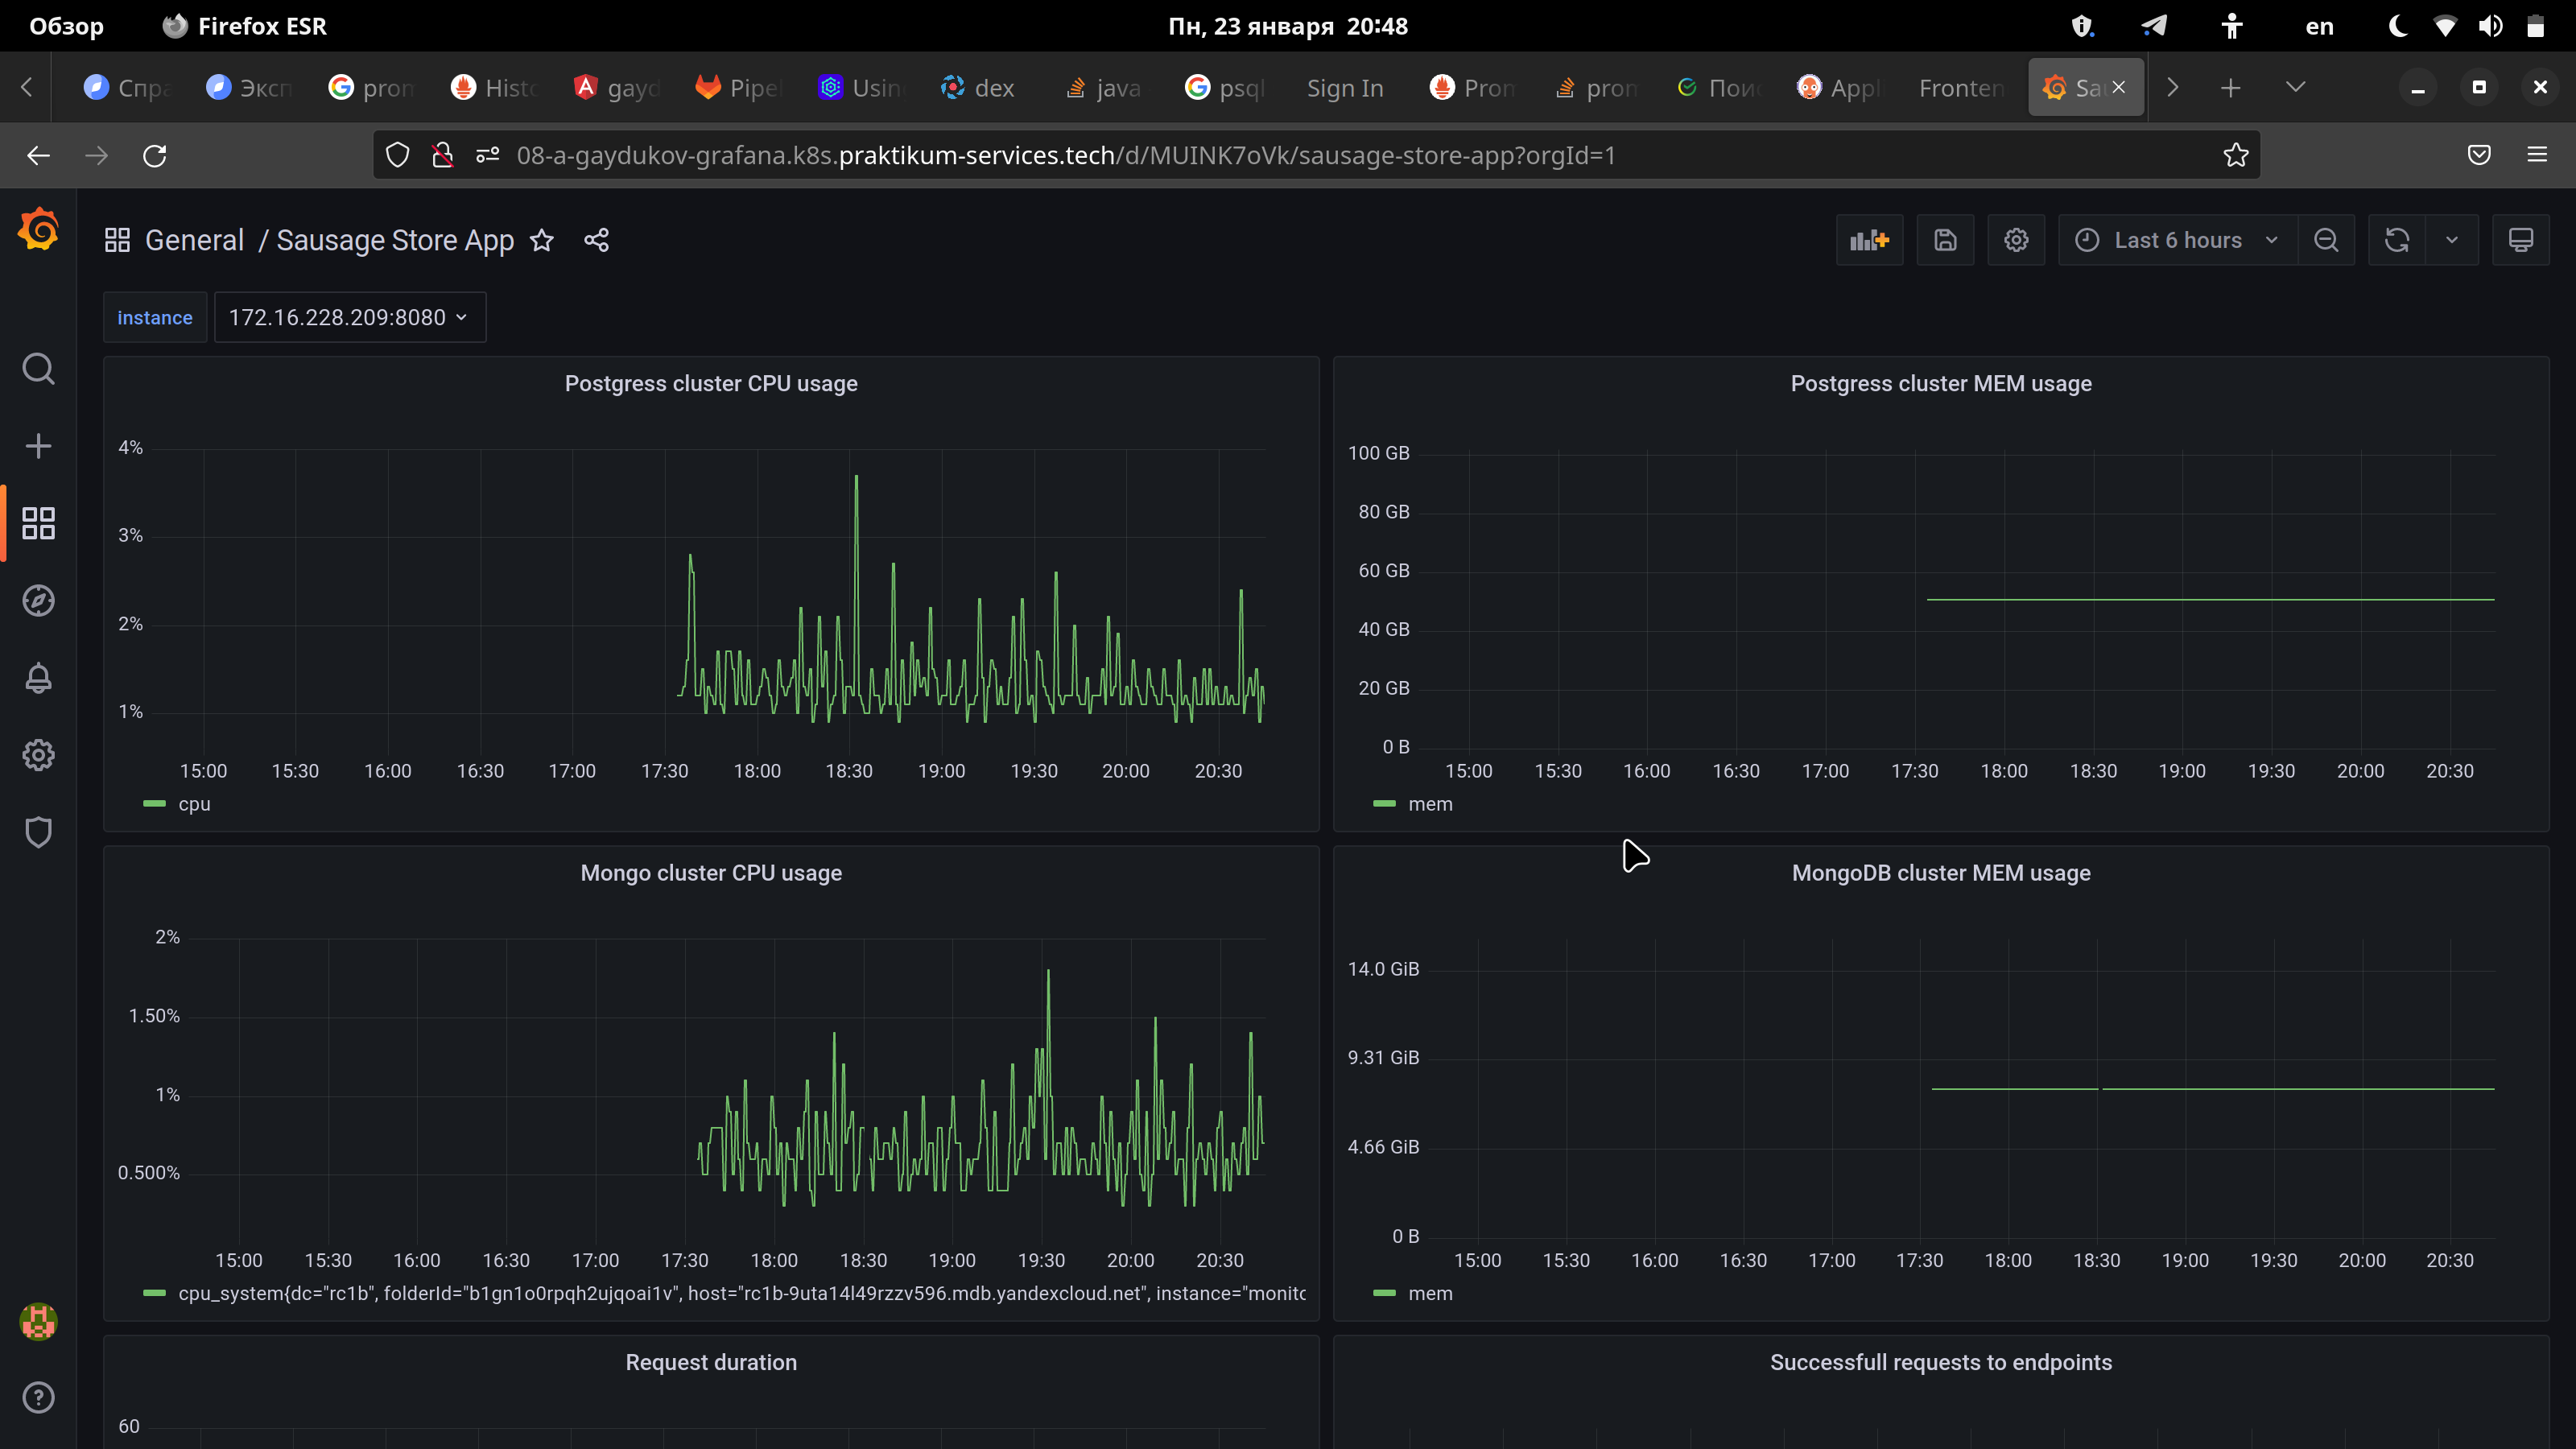 Обзор Firefox ESR Пн, 23 января 20:48 en
Спра Эксп prom Histo gayd Pipel Using dex java psql Sign In Prom prom Поис Appl Fronten Sau
08-a-gaydukov-grafana.k8s.praktikum-services.tech/d/MUINK7oVk/sausage-store-app?orgId=1
General / Sausage Store App Last 6 hours
instance 172.16.228.209:8080
Postgress cluster CPU usage
4%
3%
2%
1%
15:00 15:30 16:00 16:30 17:00 17:30 18:00 18:30 19:00 19:30 20:00 20:30
cpu
Postgress cluster MEM usage
100 GB
80 GB
60 GB
40 GB
20 GB
0 B
15:00 15:30 16:00 16:30 17:00 17:30 18:00 18:30 19:00 19:30 20:00 20:30
mem
Mongo cluster CPU usage
2%
1.50%
1%
0.500%
15:00 15:30 16:00 16:30 17:00 17:30 18:00 18:30 19:00 19:30 20:00 20:30
cpu_system{dc="rc1b", folderId="b1gn1o0rpqh2ujqoai1v", host="rc1b-9uta14l49rzzv596.mdb.yandexcloud.net", instance="monito
MongoDB cluster MEM usage
14.0 GiB
9.31 GiB
4.66 GiB
0 B
15:00 15:30 16:00 16:30 17:00 17:30 18:00 18:30 19:00 19:30 20:00 20:30
mem
Request duration
60
Successfull requests to endpoints